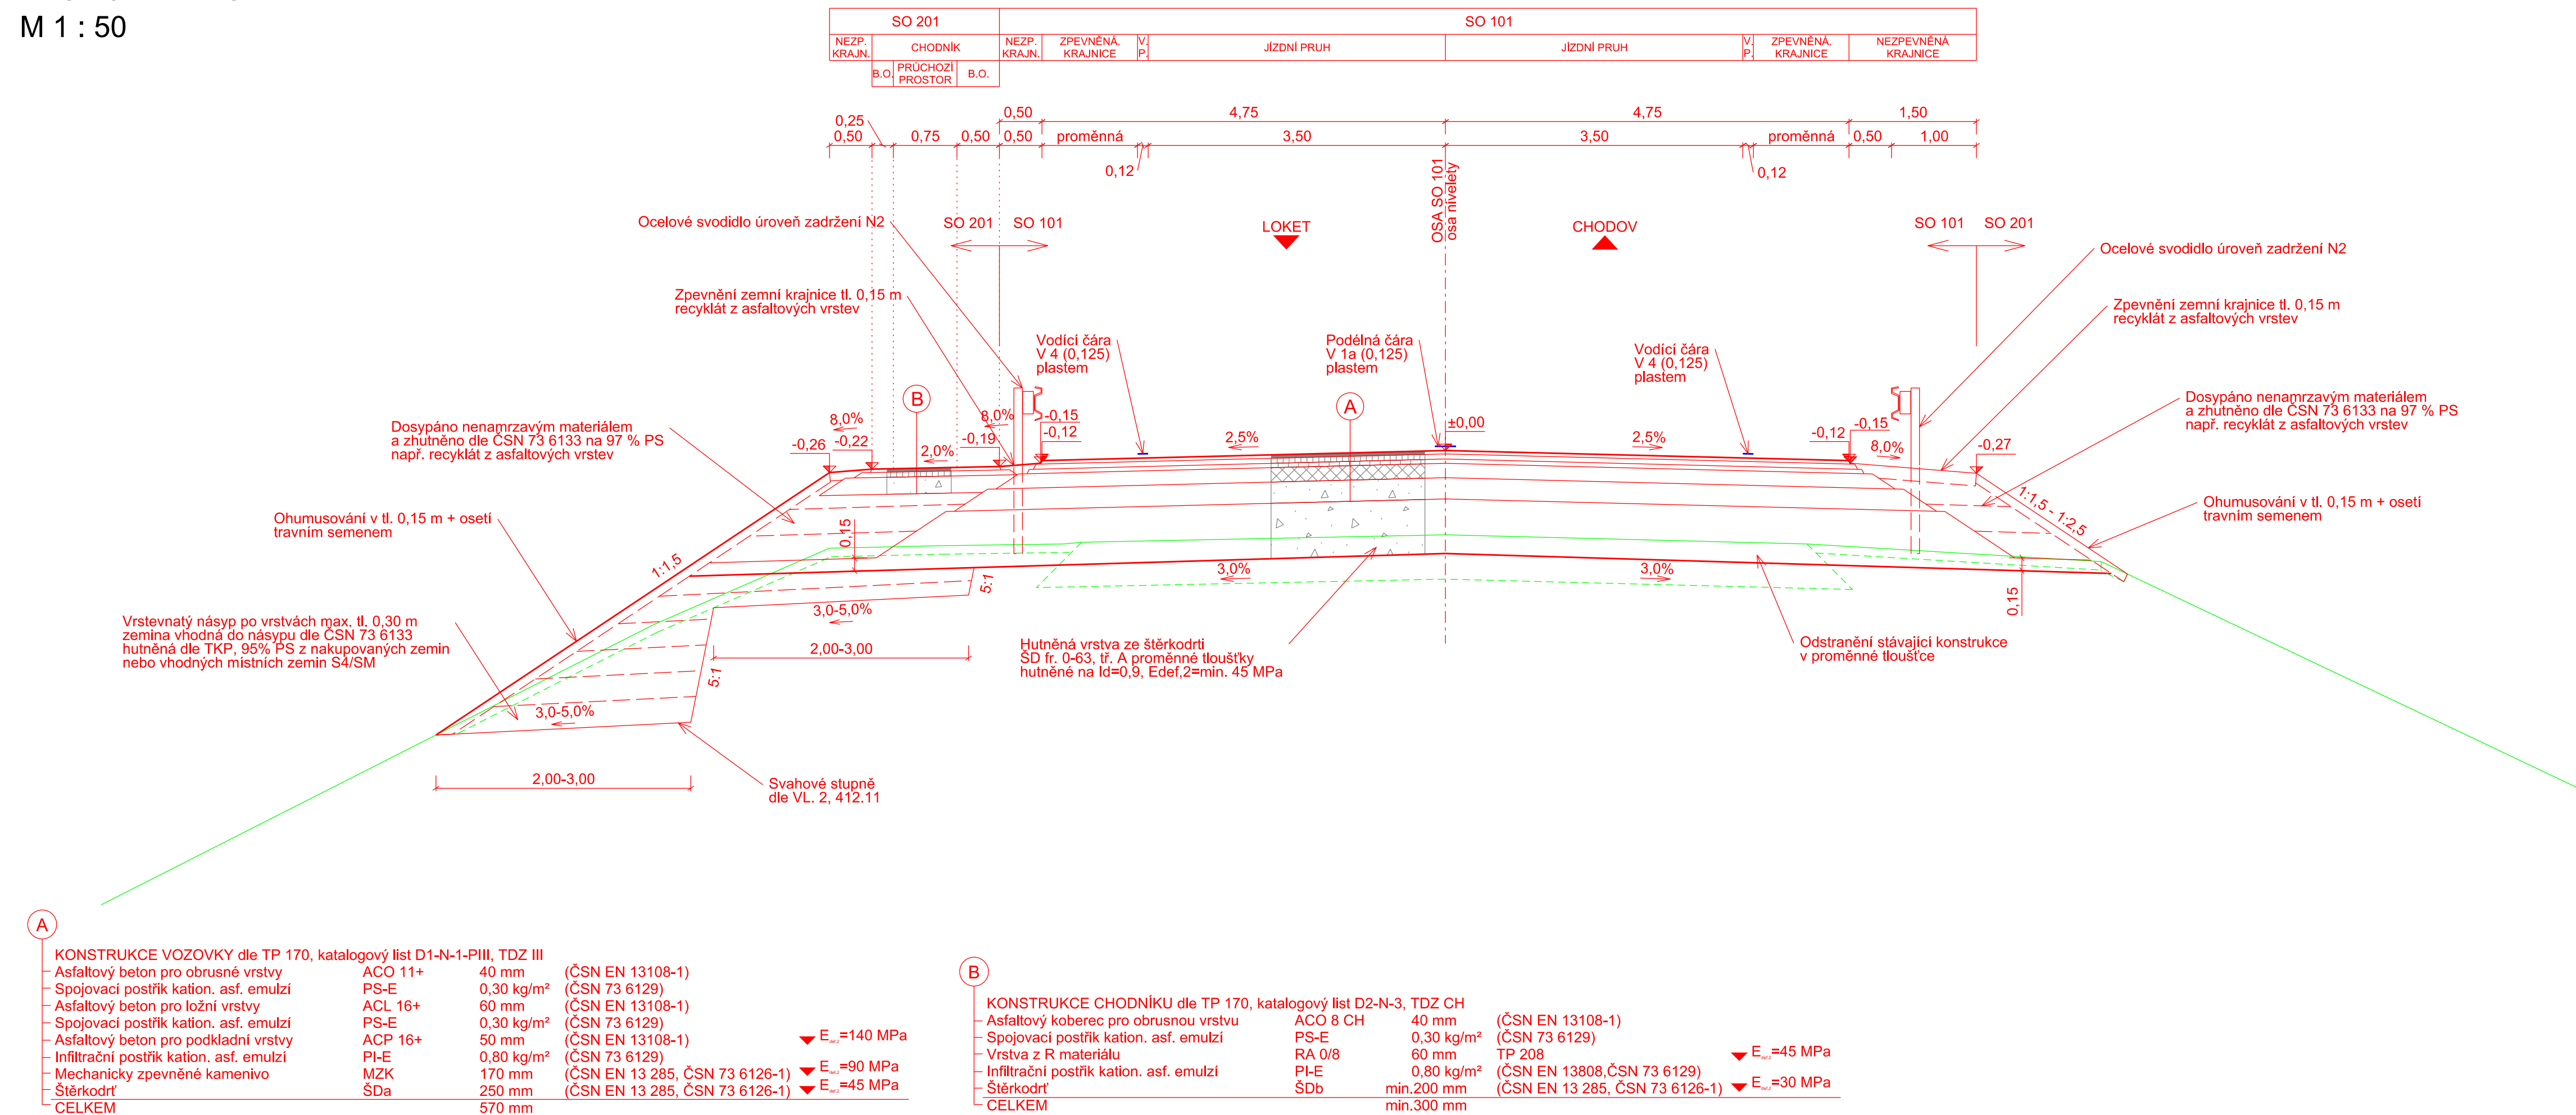 M 1 : 50
SO 201
SO 101
NEZP.
KRAJN.
CHODNÍK
NEZP.
KRAJN.
ZPEVNĚNÁ.
KRAJNICE
V.
P.
JÍZDNÍ PRUH
JÍZDNÍ PRUH
V.
P.
ZPEVNĚNÁ.
KRAJNICE
NEZPEVNĚNÁ
KRAJNICE
B.O.
PRŮCHOZÍ
PROSTOR
B.O.
0,50
4,75
4,75
1,50
0,25
0,50
0,75
0,50
0,50
proměnná
3,50
3,50
proměnná
0,50
1,00
0,12
0,12
OSA SO 101
osa nivelety
Ocelové svodidlo úroveň zadržení N2
SO 201
SO 101
LOKET
CHODOV
SO 101
SO 201
Ocelové svodidlo úroveň zadržení N2
Zpevnění zemní krajnice tl. 0,15 m
recyklát z asfaltových vrstev
Zpevnění zemní krajnice tl. 0,15 m
recyklát z asfaltových vrstev
Vodící čára
V 4 (0,125)
plastem
Podélná čára
V 1a (0,125)
plastem
Vodící čára
V 4 (0,125)
plastem
Dosypáno nenamrzavým materiálem
a zhutněno dle ČSN 73 6133 na 97 % PS
např. recyklát z asfaltových vrstev
B
A
Dosypáno nenamrzavým materiálem
a zhutněno dle ČSN 73 6133 na 97 % PS
např. recyklát z asfaltových vrstev
8,0%
8,0%
-0,15
-0,12
±0,00
-0,15
-0,12
-0,26
-0,22
2,0%
-0,19
2,5%
2,5%
8,0%
-0,27
1:1,5 - 1:2,5
Ohumusování v tl. 0,15 m + osetí
travním semenem
Ohumusování v tl. 0,15 m + osetí
travním semenem
0,15
1:1,5
5:1
3,0%
3,0%
0,15
3,0-5,0%
Vrstevnatý násyp po vrstvách max. tl. 0,30 m
zemina vhodná do násypu dle ČSN 73 6133
hutněná dle TKP, 95% PS z nakupovaných zemin
nebo vhodných místních zemin S4/SM
2,00-3,00
5:1
Hutněná vrstva ze štěrkodrti
ŠD fr. 0-63, tř. A proměnné tloušťky
hutněné na Id=0,9, Edef,2=min. 45 MPa
Odstranění stávající konstrukce
v proměnné tloušťce
3,0-5,0%
2,00-3,00
Svahové stupně
dle VL. 2, 412.11
A
KONSTRUKCE VOZOVKY dle TP 170, katalogový list D1-N-1-PIII, TDZ III
Asfaltový beton pro obrusné vrstvy ACO 11+ 40 mm (ČSN EN 13108-1)
Spojovací postřik kation. asf. emulzí PS-E 0,30 kg/m² (ČSN 73 6129)
Asfaltový beton pro ložní vrstvy ACL 16+ 60 mm (ČSN EN 13108-1)
Spojovací postřik kation. asf. emulzí PS-E 0,30 kg/m² (ČSN 73 6129)
Asfaltový beton pro podkladní vrstvy ACP 16+ 50 mm (ČSN EN 13108-1) E =140 MPa
Infiltrační postřik kation. asf. emulzí PI-E 0,80 kg/m² (ČSN 73 6129)
Mechanicky zpevněné kamenivo MZK 170 mm (ČSN EN 13 285, ČSN 73 6126-1) E =90 MPa
Štěrkodrť ŠDa 250 mm (ČSN EN 13 285, ČSN 73 6126-1) E =45 MPa
CELKEM 570 mm
B
KONSTRUKCE CHODNÍKU dle TP 170, katalogový list D2-N-3, TDZ CH
Asfaltový koberec pro obrusnou vrstvu ACO 8 CH 40 mm (ČSN EN 13108-1)
Spojovací postřik kation. asf. emulzí PS-E 0,30 kg/m² (ČSN 73 6129)
Vrstva z R materiálu RA 0/8 60 mm TP 208 E =45 MPa
Infiltrační postřik kation. asf. emulzí PI-E 0,80 kg/m² (ČSN EN 13808,ČSN 73 6129)
Štěrkodrť ŠDb min.200 mm (ČSN EN 13 285, ČSN 73 6126-1) E =30 MPa
CELKEM min.300 mm